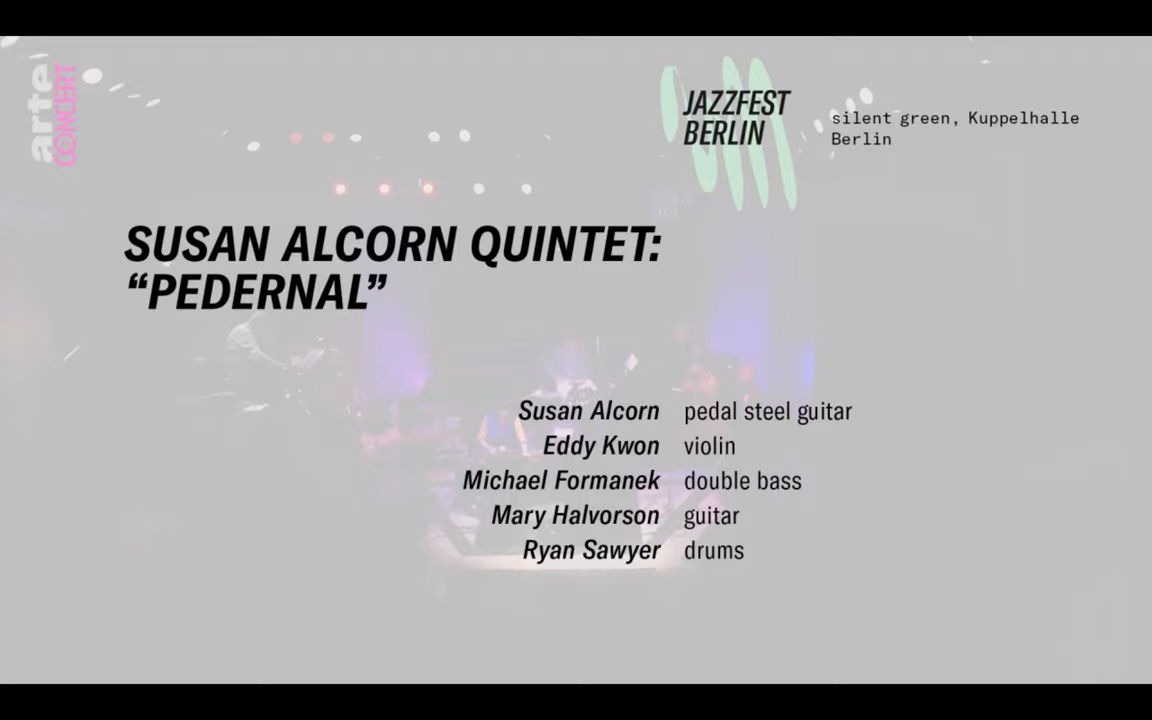 arte
CONCERT
JAZZFEST
BERLIN
silent green, Kuppelhalle
Berlin
SUSAN ALCORN QUINTET:
“PEDERNAL”
Susan Alcorn pedal steel guitar
Eddy Kwon violin
Michael Formanek double bass
Mary Halvorson guitar
Ryan Sawyer drums